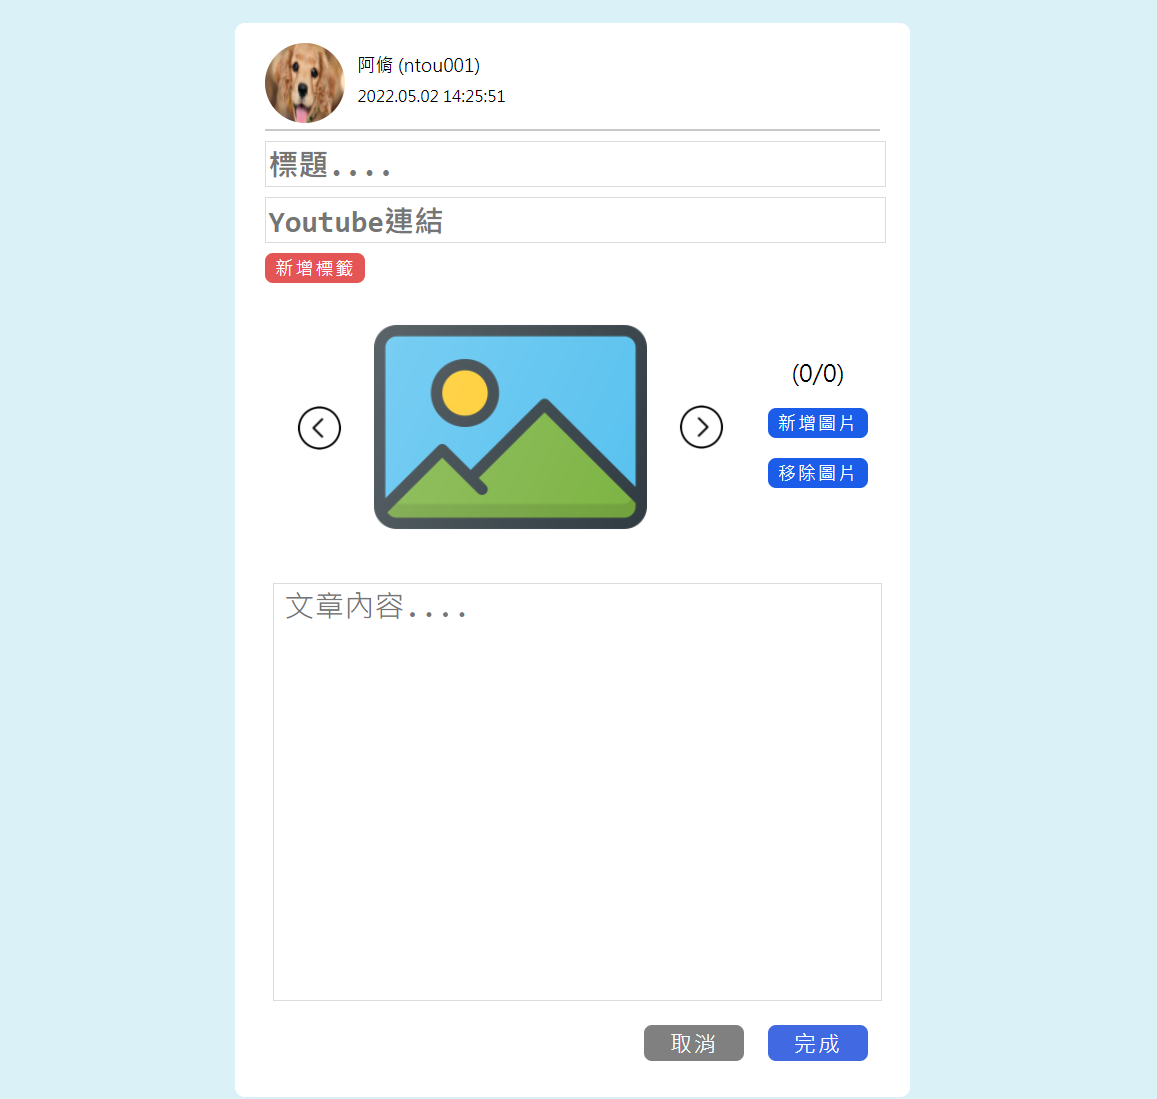 阿脩 (ntou001)
2022.05.02 14:25:51
標題....
Youtube連結
新增標籤
(0/0)
新增圖片
移除圖片
文章內容....
取消
完成